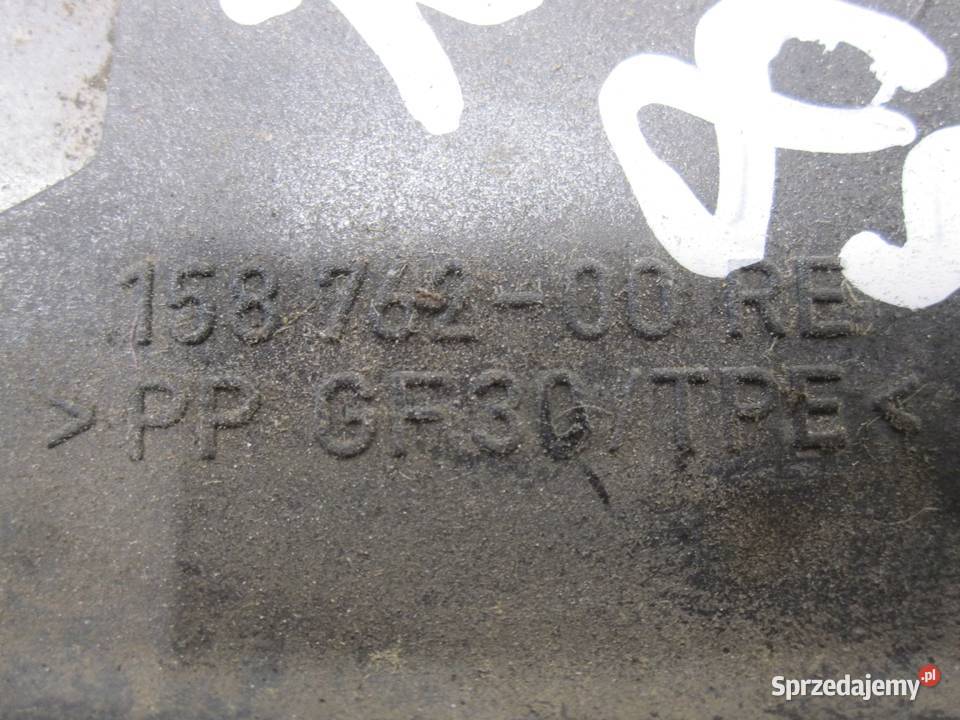 158 762-00 RE
>PP GF30/TPE<
Sprzedajemy.pl